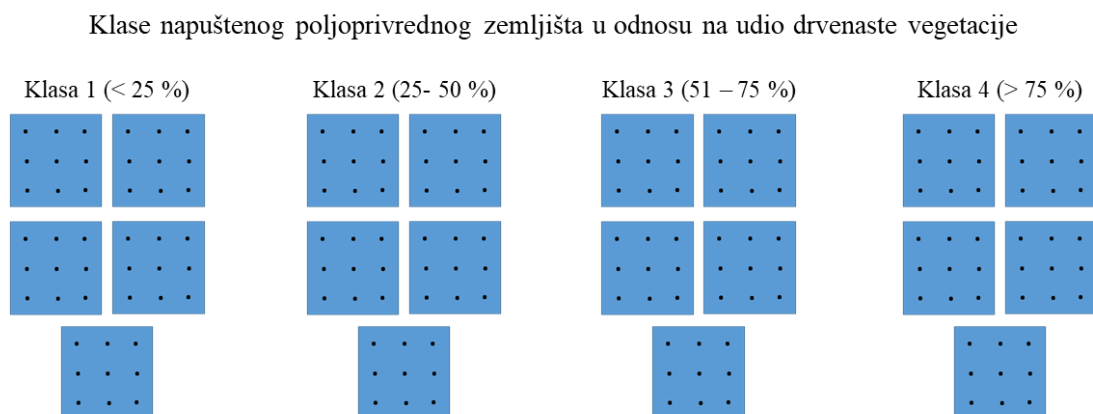 Klase napuštenog poljoprivrednog zemljišta u odnosu na udio drvenaste vegetacije
Klasa 1 (< 25 %)
Klasa 2 (25- 50 %)
Klasa 3 (51 – 75 %)
Klasa 4 (> 75 %)